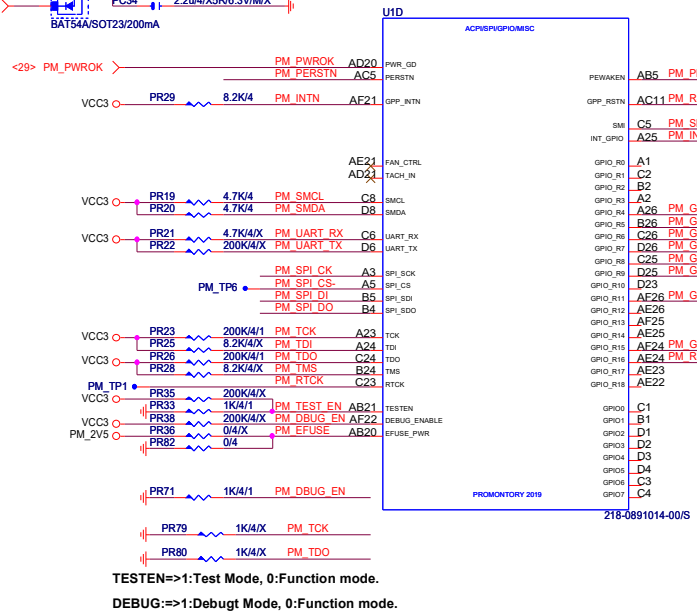 PC34 2.2u/4/X5R/6.3V/M/X
BAT54A/SOT23/200mA
U1D
ACPI/SPI/GPIO/MISC
<29> PM_PWROK PM_PWROK AD20 PWR_GD
PM_PERSTN AC5 PERSTN PEWAKEN AB5
VCC3 PR29 8.2K/4 PM_INTN AF21 GPP_INTN GPP_RSTN AC11
SMI C5
INT_GPIO A25
AE21 FAN_CTRL GPIO_R0 A1
AD21 TACH_IN GPIO_R1 C2
GPIO_R2 B2
VCC3 PR19 4.7K/4 PM_SMCL C8 SMCL GPIO_R3 A2
PR20 4.7K/4 PM_SMDA D8 SMDA GPIO_R4 A26
GPIO_R5 B26
VCC3 PR21 4.7K/4/X PM_UART_RX C6 UART_RX GPIO_R6 C26
PR22 200K/4/X PM_UART_TX D6 UART_TX GPIO_R7 D26
GPIO_R8 C25
PM_SPI_CK A3 SPI_SCK GPIO_R9 D25
PM_TP6 PM_SPI_CS- A5 SPI_CS GPIO_R10 D23
PM_SPI_DI B5 SPI_SDI GPIO_R11 AF26
PM_SPI_DO B4 SPI_SDO GPIO_R12 AE26
GPIO_R13 AF25
VCC3 PR23 200K/4/1 PM_TCK A23 TCK GPIO_R14 AE25
PR25 8.2K/4/X PM_TDI A24 TDI GPIO_R15 AF24
VCC3 PR26 200K/4/1 PM_TDO C24 TDO GPIO_R16 AE24
PR28 8.2K/4/X PM_TMS B24 TMS GPIO_R17 AE23
PM_TP1 PM_RTCK C23 RTCK GPIO_R18 AE22
VCC3 PR35 200K/4/X
PR33 1K/4/1 PM_TEST_EN AB21 TESTEN GPIO0 C1
VCC3 PR38 200K/4/X PM_DBUG_EN AF22 DEBUG_ENABLE GPIO1 B1
PM_2V5 PR36 0/4/X PM_EFUSE AB20 EFUSE_PWR GPIO2 D1
PR82 0/4 GPIO3 D2
GPIO4 D3
GPIO5 D4
GPIO6 C3
PR71 1K/4/1 PM_DBUG_EN PROMONTORY 2019 GPIO7 C4
218-0891014-00/S
PR79 1K/4/X PM_TCK
PR80 1K/4/X PM_TDO
TESTEN=>1:Test Mode, 0:Function mode.
DEBUG:=>1:Debugt Mode, 0:Function mode.